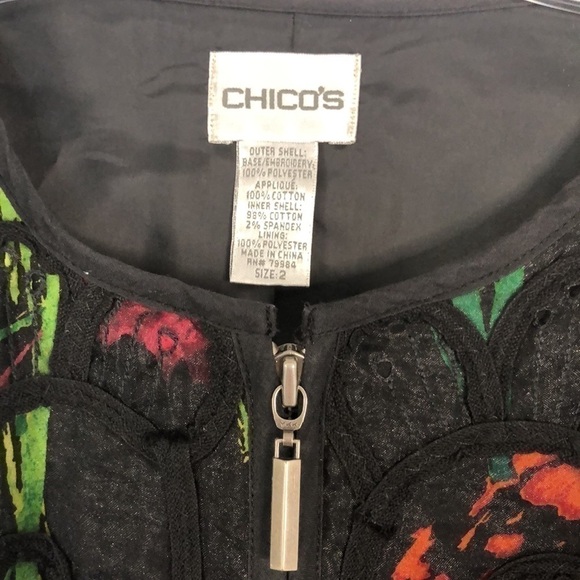 CHICO'S
OUTER SHELL:
BASE/EMBROIDERY:
100% POLYESTER
APPLIQUE:
100% COTTON
INNER SHELL:
98% COTTON
2% SPANDEX
LINING:
100% POLYESTER
MADE IN CHINA
RN# 79984
SIZE: 2
YKK